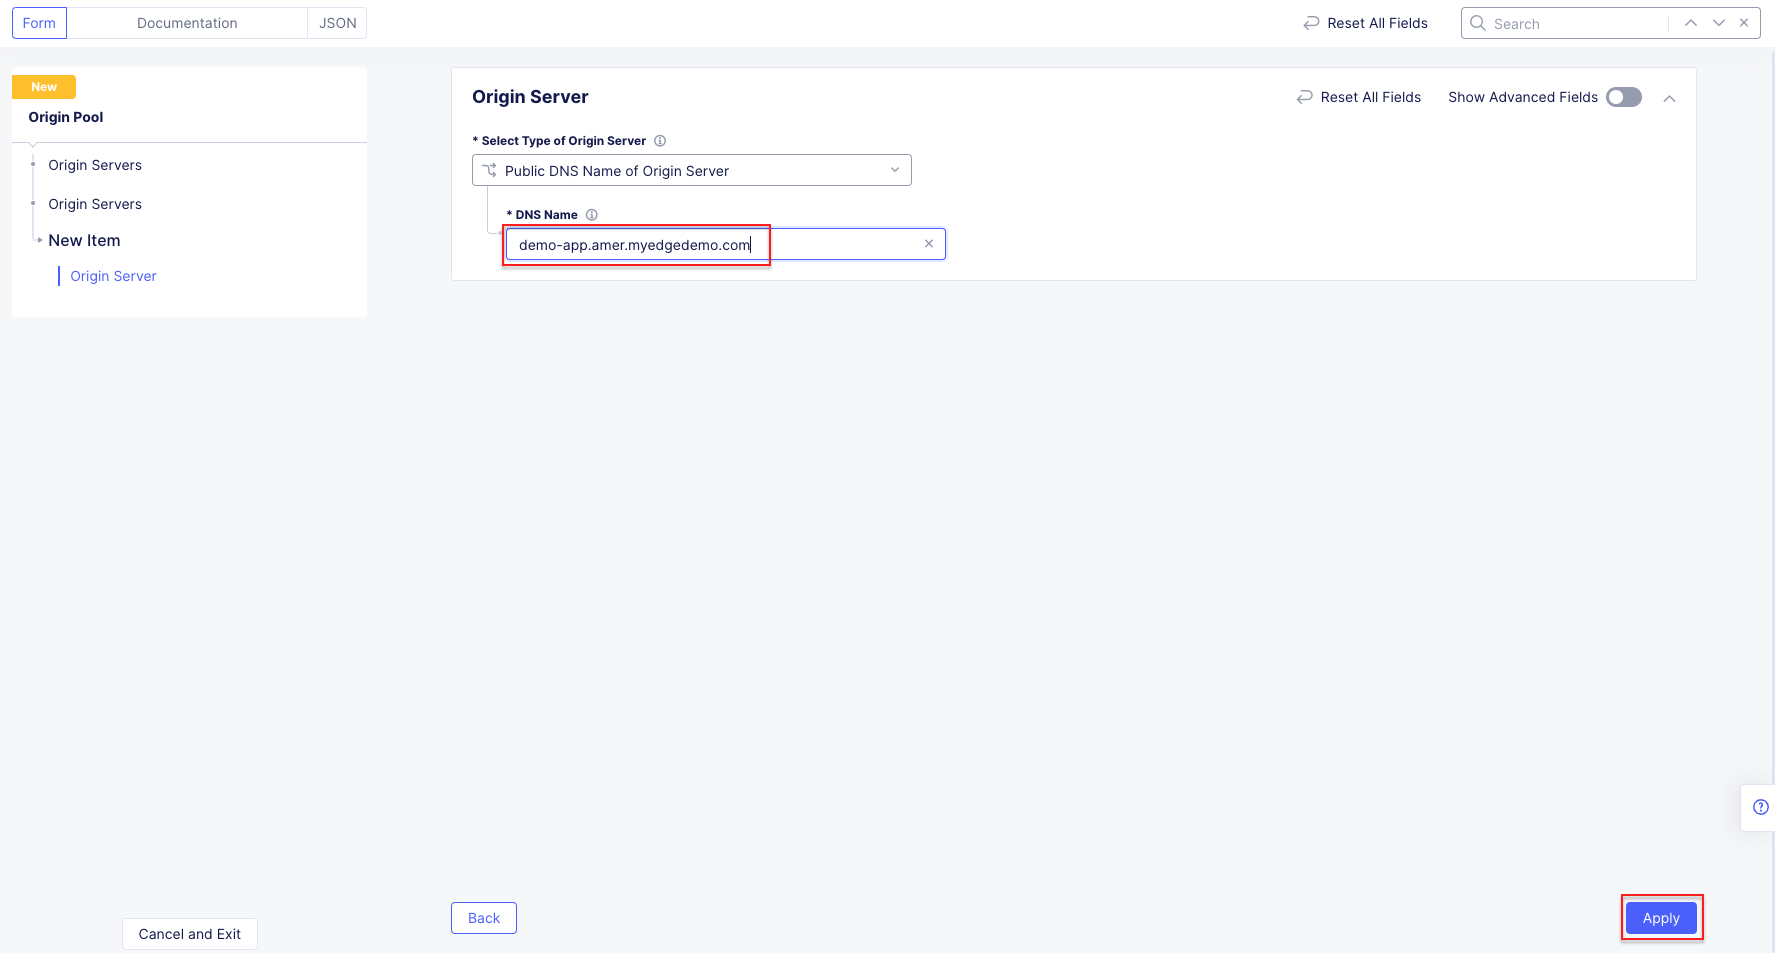 Form
Documentation
JSON
Reset All Fields
Search
New
Origin Pool
Origin Servers
Origin Servers
New Item
Origin Server
Origin Server
Reset All Fields
Show Advanced Fields
* Select Type of Origin Server
Public DNS Name of Origin Server
* DNS Name
demo-app.amer.myedgedemo.com
Back
Apply
Cancel and Exit